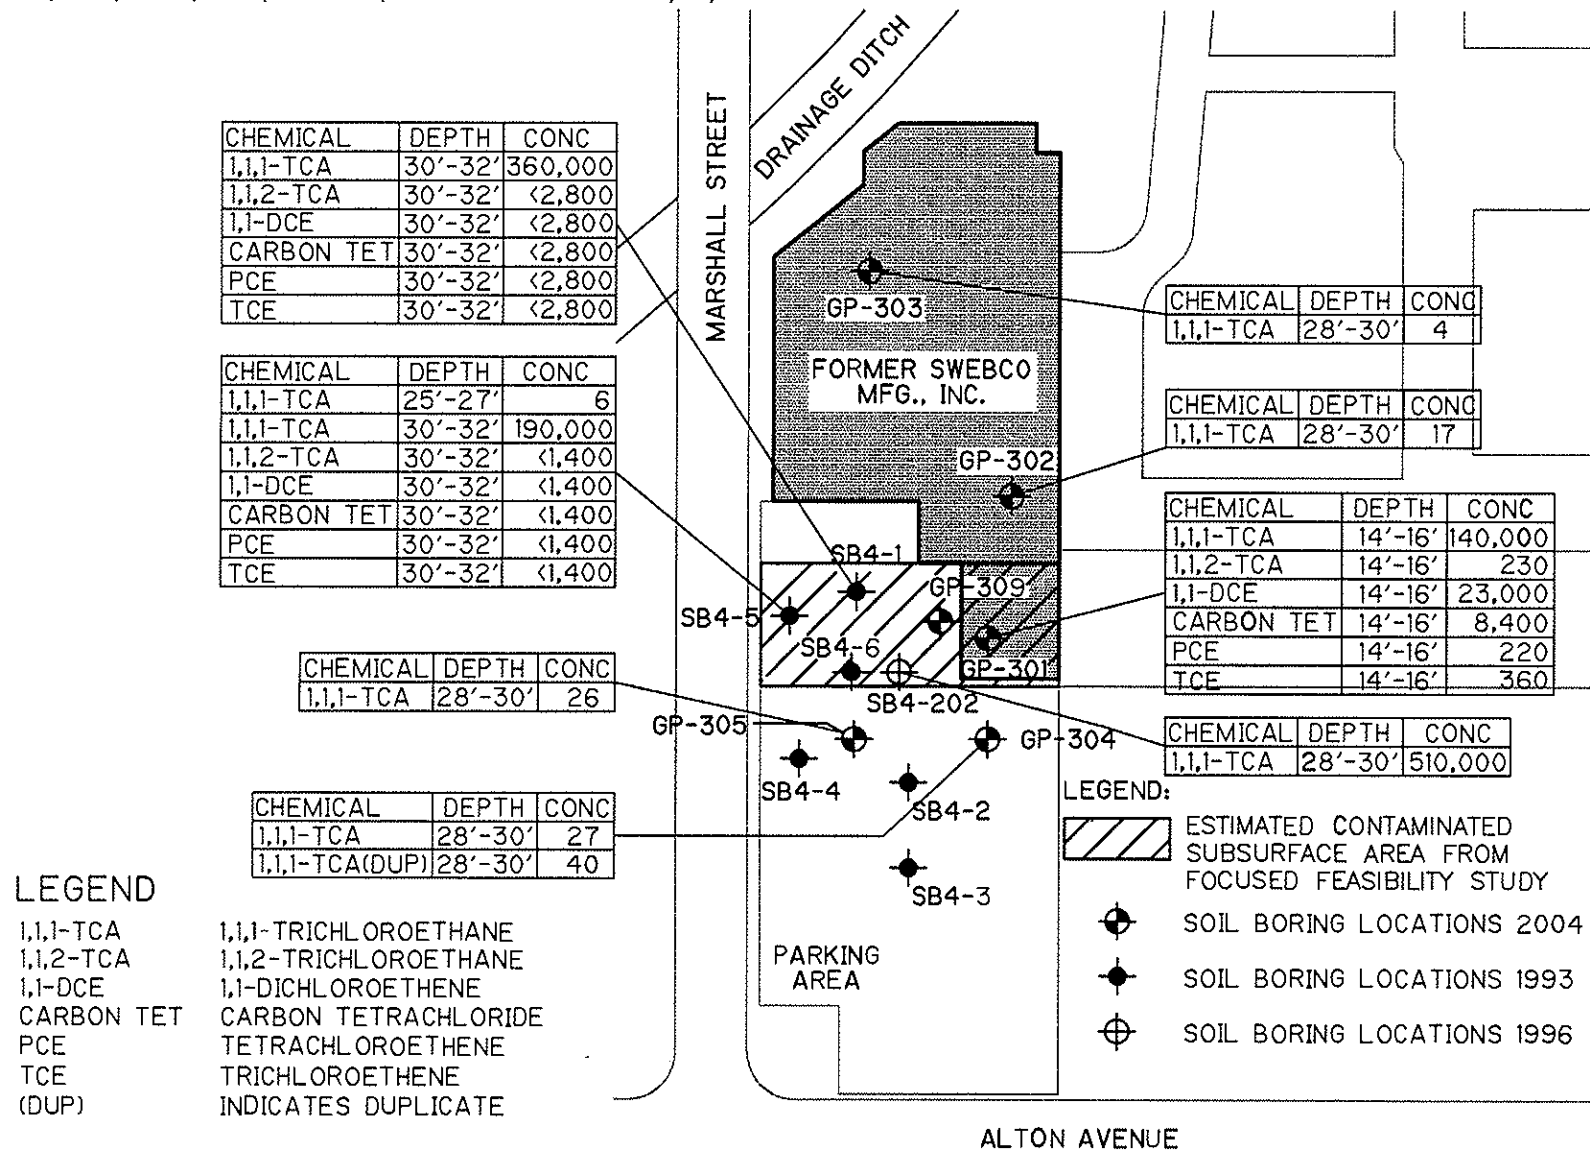 DRAINAGE DITCH
MARSHALL STREET
CHEMICAL DEPTH CONC
1,1,1-TCA 30'-32' 360,000
1,1,2-TCA 30'-32' <2,800
1,1-DCE 30'-32' <2,800
CARBON TET 30'-32' <2,800
PCE 30'-32' <2,800
TCE 30'-32' <2,800
CHEMICAL DEPTH CONC
1,1,1-TCA 25'-27' 6
1,1,1-TCA 30'-32' 190,000
1,1,2-TCA 30'-32' <1,400
1,1-DCE 30'-32' <1.400
CARBON TET 30'-32' <1.400
PCE 30'-32' <1,400
TCE 30'-32' <1,400
GP-303
FORMER SWEBCO
MFG., INC.
GP-302
CHEMICAL DEPTH CONC
1,1,1-TCA 28'-30' 4
CHEMICAL DEPTH CONC
1,1,1-TCA 28'-30' 17
CHEMICAL DEPTH CONC
1,1,1-TCA 14'-16' 140,000
1,1,2-TCA 14'-16' 230
1,1-DCE 14'-16' 23,000
CARBON TET 14'-16' 8,400
PCE 14'-16' 220
TCE 14'-16' 360
SB4-1
GP-309
SB4-5
SB4-6
GP-301
SB4-202
CHEMICAL DEPTH CONC
1,1,1-TCA 28'-30' 26
GP-305
GP-304
CHEMICAL DEPTH CONC
1,1,1-TCA 28'-30' 510,000
SB4-4
SB4-2
SB4-3
CHEMICAL DEPTH CONC
1,1,1-TCA 28'-30' 27
1,1,1-TCA(DUP) 28'-30' 40
PARKING
AREA
LEGEND:
ESTIMATED CONTAMINATED
SUBSURFACE AREA FROM
FOCUSED FEASIBILITY STUDY
SOIL BORING LOCATIONS 2004
SOIL BORING LOCATIONS 1993
SOIL BORING LOCATIONS 1996
LEGEND
1,1,1-TCA 1,1,1-TRICHLOROETHANE
1,1,2-TCA 1,1,2-TRICHLOROETHANE
1,1-DCE 1,1-DICHLOROETHENE
CARBON TET CARBON TETRACHLORIDE
PCE TETRACHLOROETHENE
TCE TRICHLOROETHENE
(DUP) INDICATES DUPLICATE
ALTON AVENUE